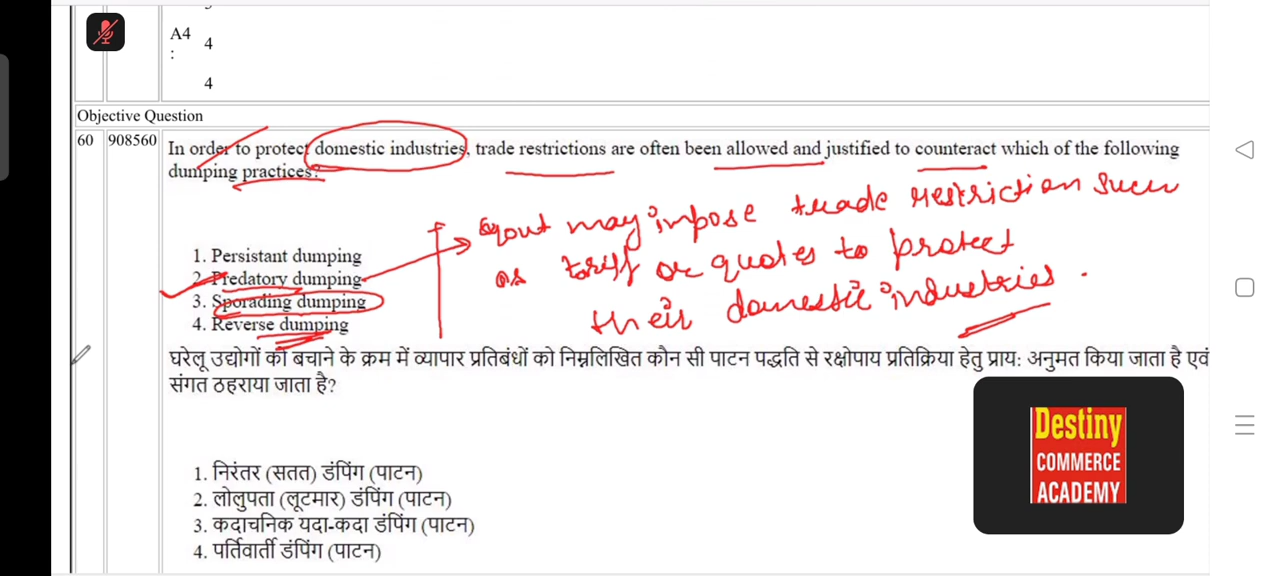 A4
:
4
4
Objective Question
60 908560 In order to protect domestic industries, trade restrictions are often been allowed and justified to counteract which of the following
dumping practices?
Govt may impose trade restriction such
as tariff or quotes to protect
their domestic industries.
1. Persistant dumping
2. Predatory dumping
3. Sporading dumping
4. Reverse dumping
घरेलू उद्योगों को बचाने के क्रम में व्यापार प्रतिबंधों को निम्नलिखित कौन सी पाटन पद्धति से रक्षोपाय प्रतिक्रिया हेतु प्राय: अनुमत किया जाता है एवं
संगत ठहराया जाता है?
1. निरंतर (सतत) डंपिंग (पाटन)
2. लोलुपता (लूटमार) डंपिंग (पाटन)
3. कदाचनिक यदा-कदा डंपिंग (पाटन)
4. पर्तिवार्ती डंपिंग (पाटन)
Destiny
COMMERCE
ACADEMY